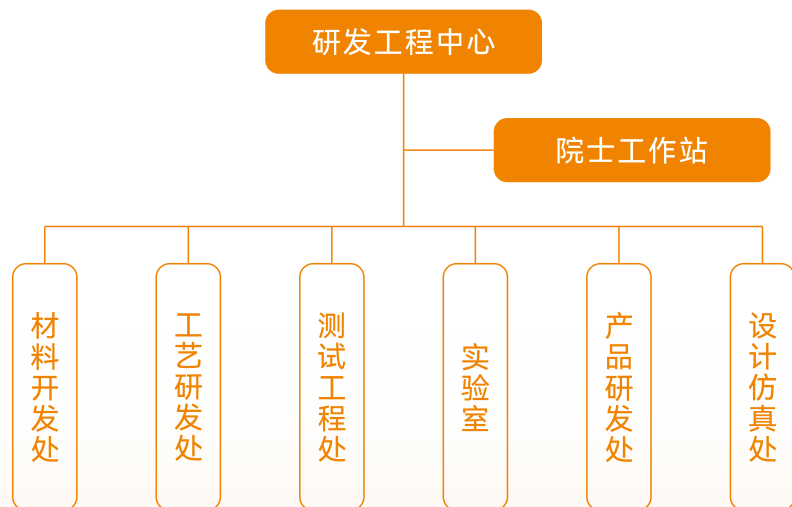 研发工程中心
院士工作站
材料开发处
工艺研发处
测试工程处
实验室
产品研发处
设计仿真处